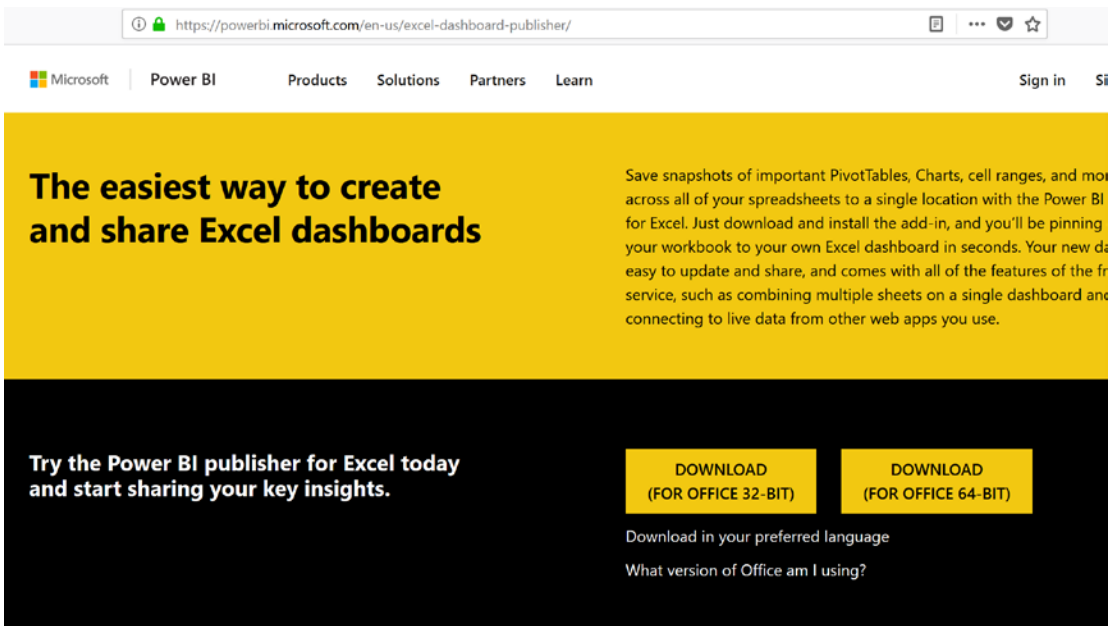 https://powerbi.microsoft.com/en-us/excel-dashboard-publisher/
Microsoft Power BI Products Solutions Partners Learn Sign in
The easiest way to create
and share Excel dashboards
Save snapshots of important PivotTables, Charts, cell ranges, and
across all of your spreadsheets to a single location with the Power BI
for Excel. Just download and install the add-in, and you'll be pinning
your workbook to your own Excel dashboard in seconds. Your new
easy to update and share, and comes with all of the features of the
service, such as combining multiple sheets on a single dashboard and
connecting to live data from other web apps you use.
Try the Power BI publisher for Excel today
and start sharing your key insights.
DOWNLOAD
(FOR OFFICE 32-BIT)
DOWNLOAD
(FOR OFFICE 64-BIT)
Download in your preferred language
What version of Office am I using?